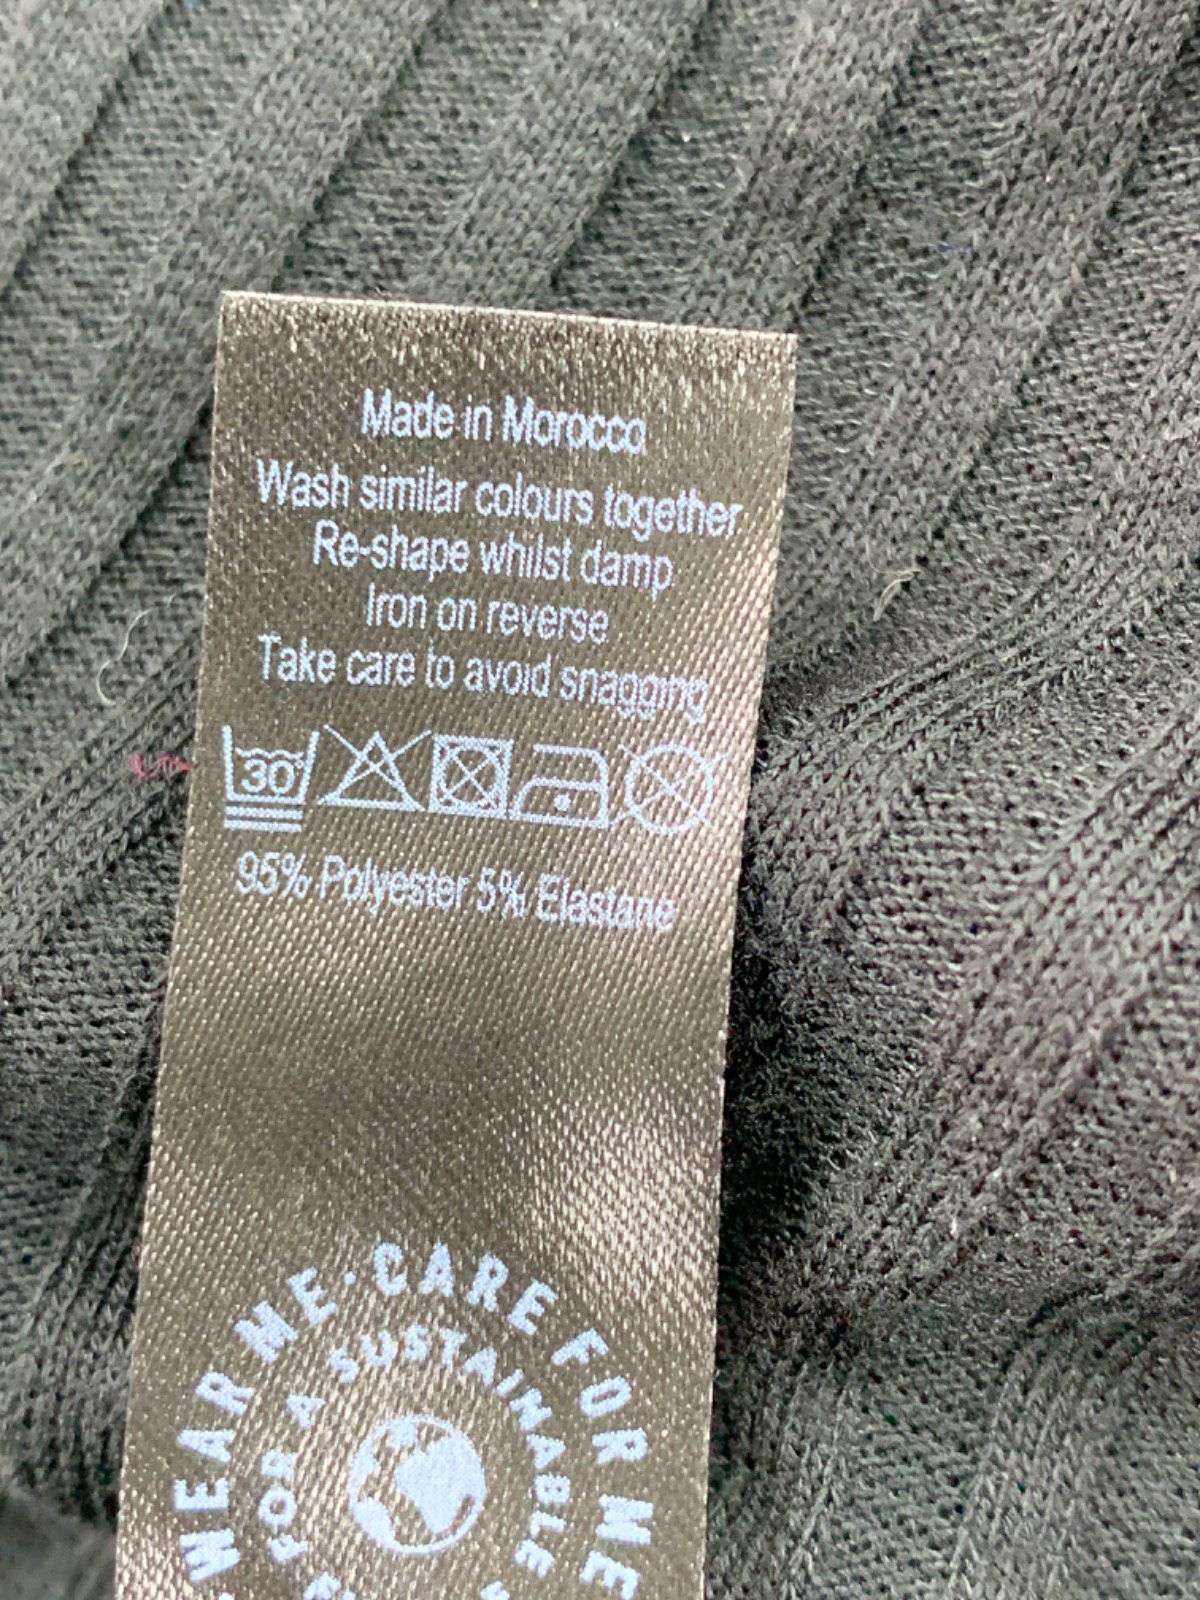 Made in Morocco
Wash similar colours together
Re-shape whilst damp
Iron on reverse
Take care to avoid snagging
30°
95% Polyester 5% Elastane
WEAR ME · CARE FOR ME
FOR A SUSTAINABLE